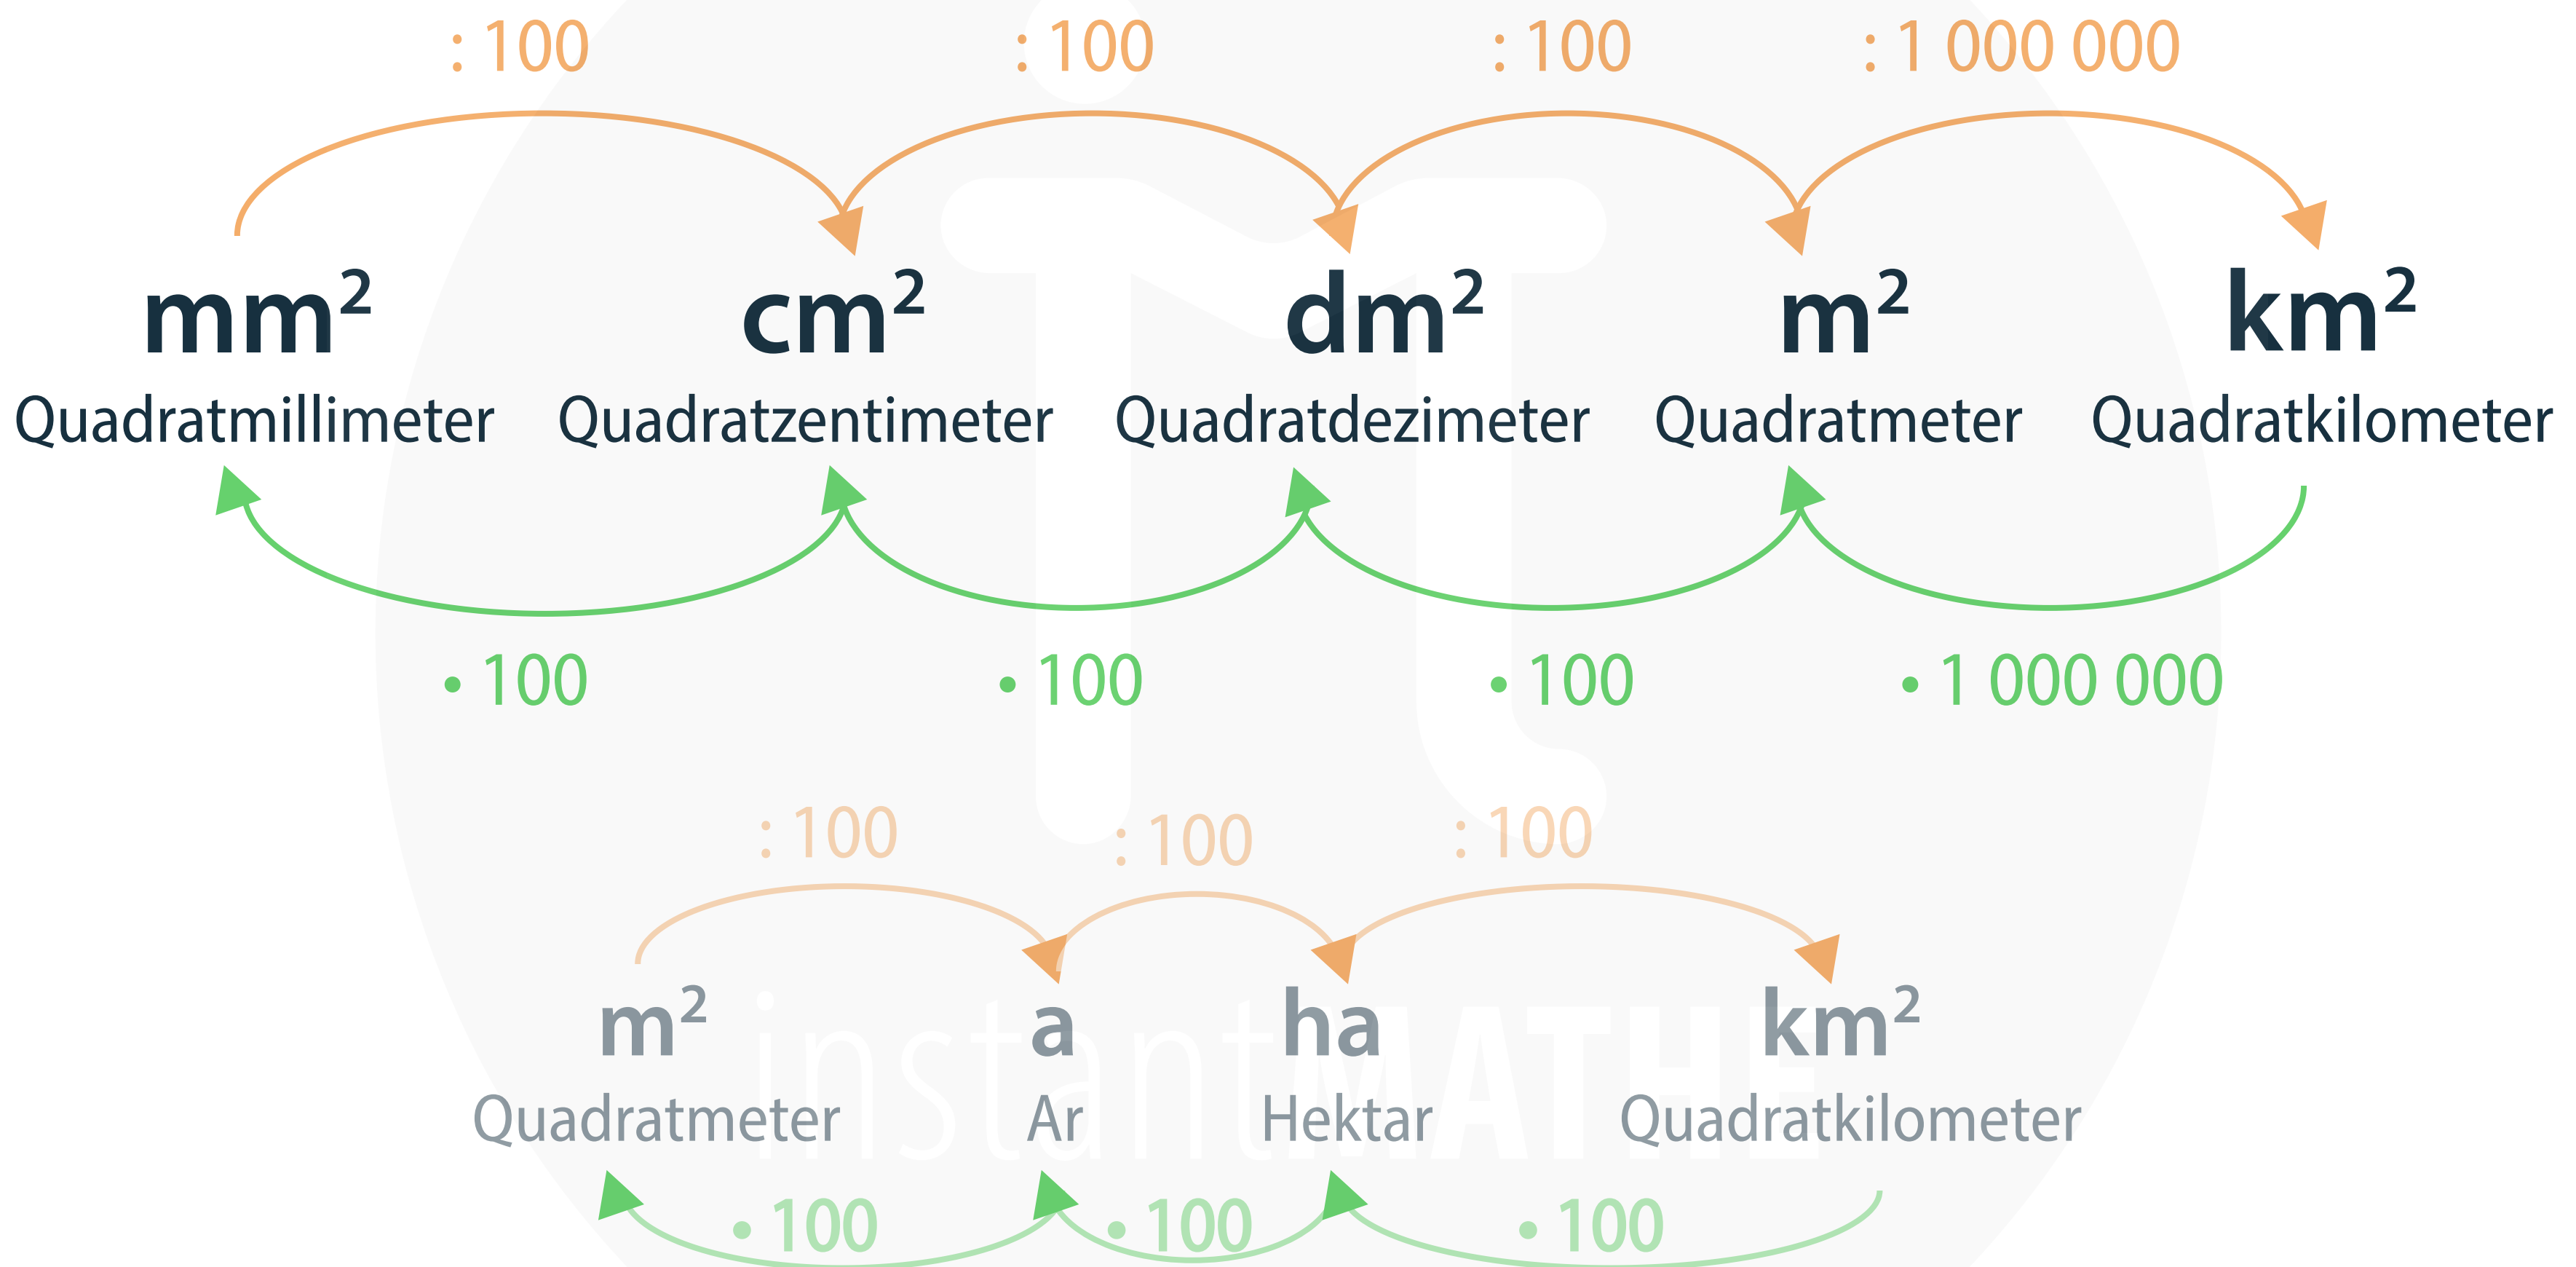 : 100 : 100 : 100 : 1 000 000
mm² cm² dm² m² km²
Quadratmillimeter Quadratzentimeter Quadratdezimeter Quadratmeter Quadratkilometer
• 100 • 100 • 100 • 1 000 000
: 100 : 100 : 100
m² a ha km²
instantMATHE
Quadratmeter Ar Hektar Quadratkilometer
• 100 • 100 • 100